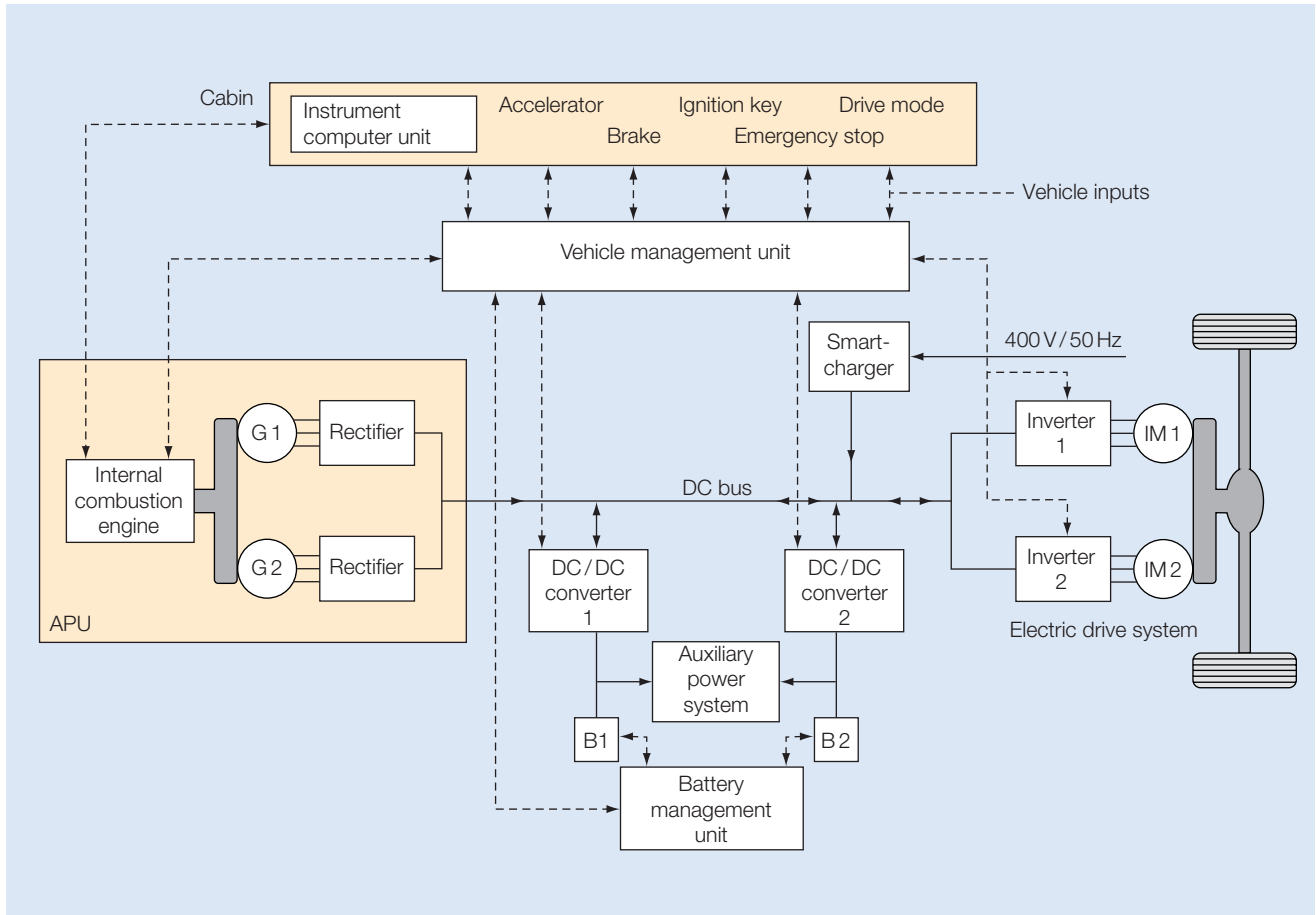 Cabin
Instrument
computer unit
Accelerator
Ignition key
Drive mode
Brake
Emergency stop
Vehicle inputs
Vehicle management unit
Smart-
charger
400 V / 50 Hz
G 1
Rectifier
Internal
combustion
engine
G 2
Rectifier
APU
DC bus
DC / DC
converter
1
DC / DC
converter
2
Inverter
1
IM 1
Inverter
2
IM 2
Electric drive system
Auxiliary
power
system
B 1
B 2
Battery
management
unit